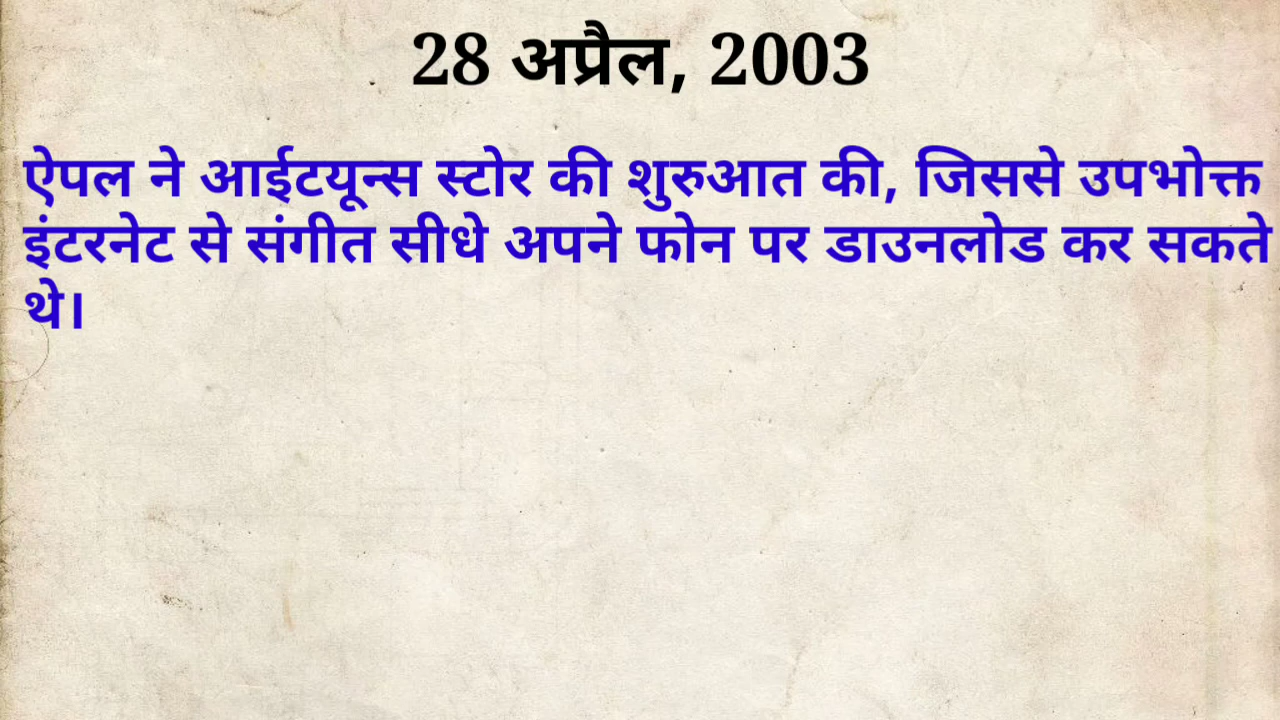 28 अप्रैल, 2003
ऐपल ने आईटयून्स स्टोर की शुरुआत की, जिससे उपभोक्त
इंटरनेट से संगीत सीधे अपने फोन पर डाउनलोड कर सकते
थे।